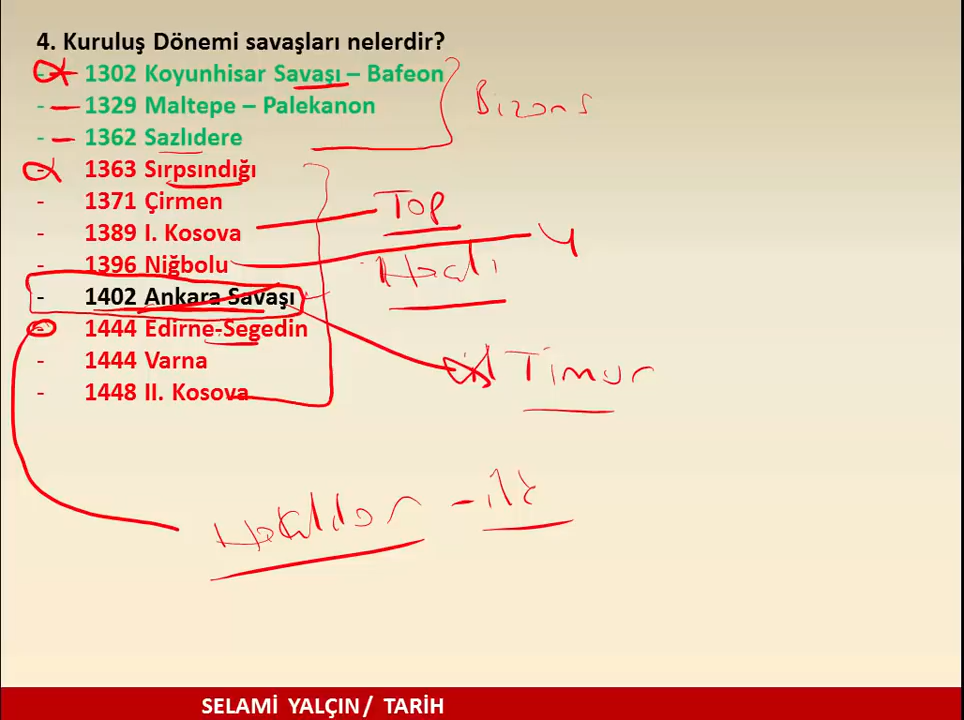 4. Kuruluş Dönemi savaşları nelerdir?
- 1302 Koyunhisar Savaşı – Bafeon
- 1329 Maltepe – Palekanon
- 1362 Sazlıdere
Bizans
- 1363 Sırpsındığı
- 1371 Çirmen
Top
- 1389 I. Kosova
- 1396 Niğbolu
Haçlı
- 1402 Ankara Savaşı
- 1444 Edirne-Segedin
- 1444 Varna
Timur
- 1448 II. Kosova
- ilk
SELAMİ YALÇIN/ TARİH